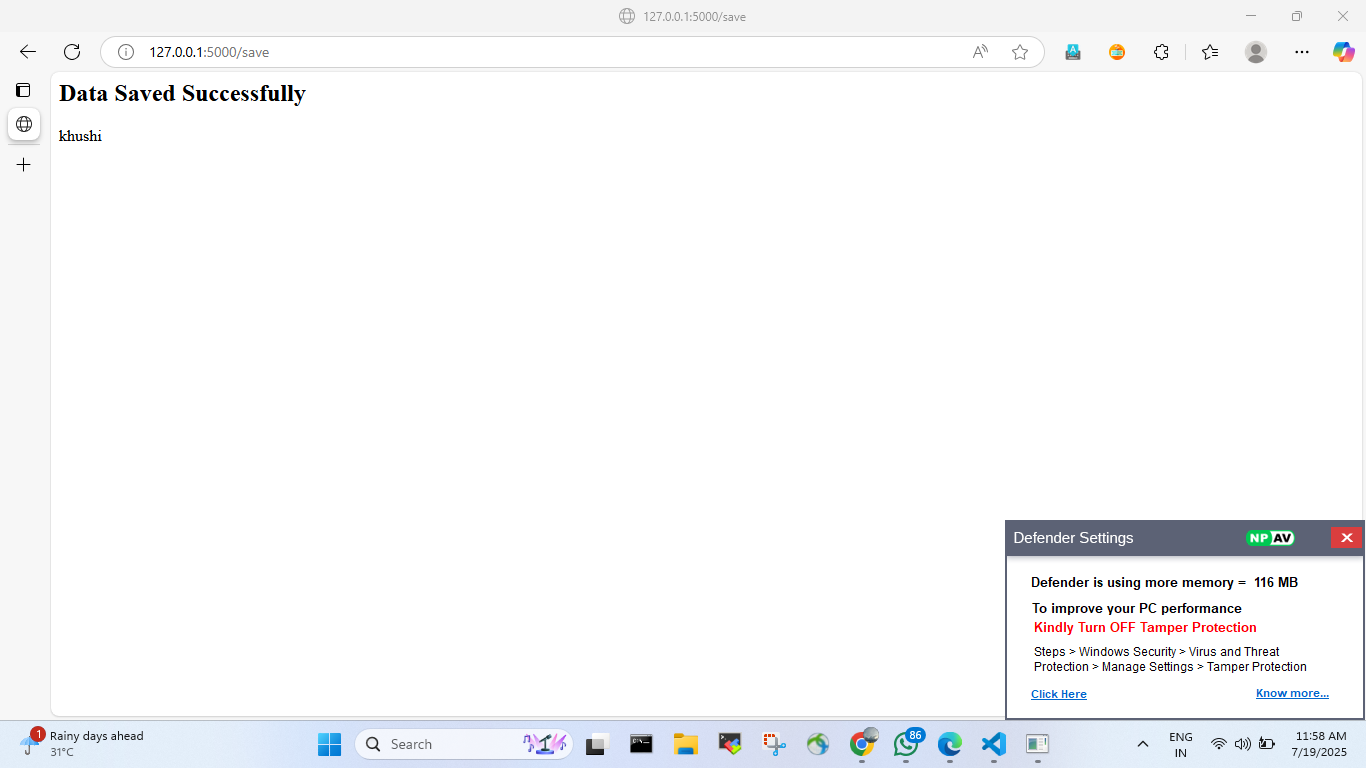 127.0.0.1:5000/save
127.0.0.1:5000/save
Data Saved Successfully
khushi
Defender Settings
NP AV
Defender is using more memory = 116 MB
To improve your PC performance
Kindly Turn OFF Tamper Protection
Steps > Windows Security > Virus and Threat
Protection > Manage Settings > Tamper Protection
Click Here
Know more...
1
Rainy days ahead
31°C
Search
86
ENG
IN
11:58 AM
7/19/2025